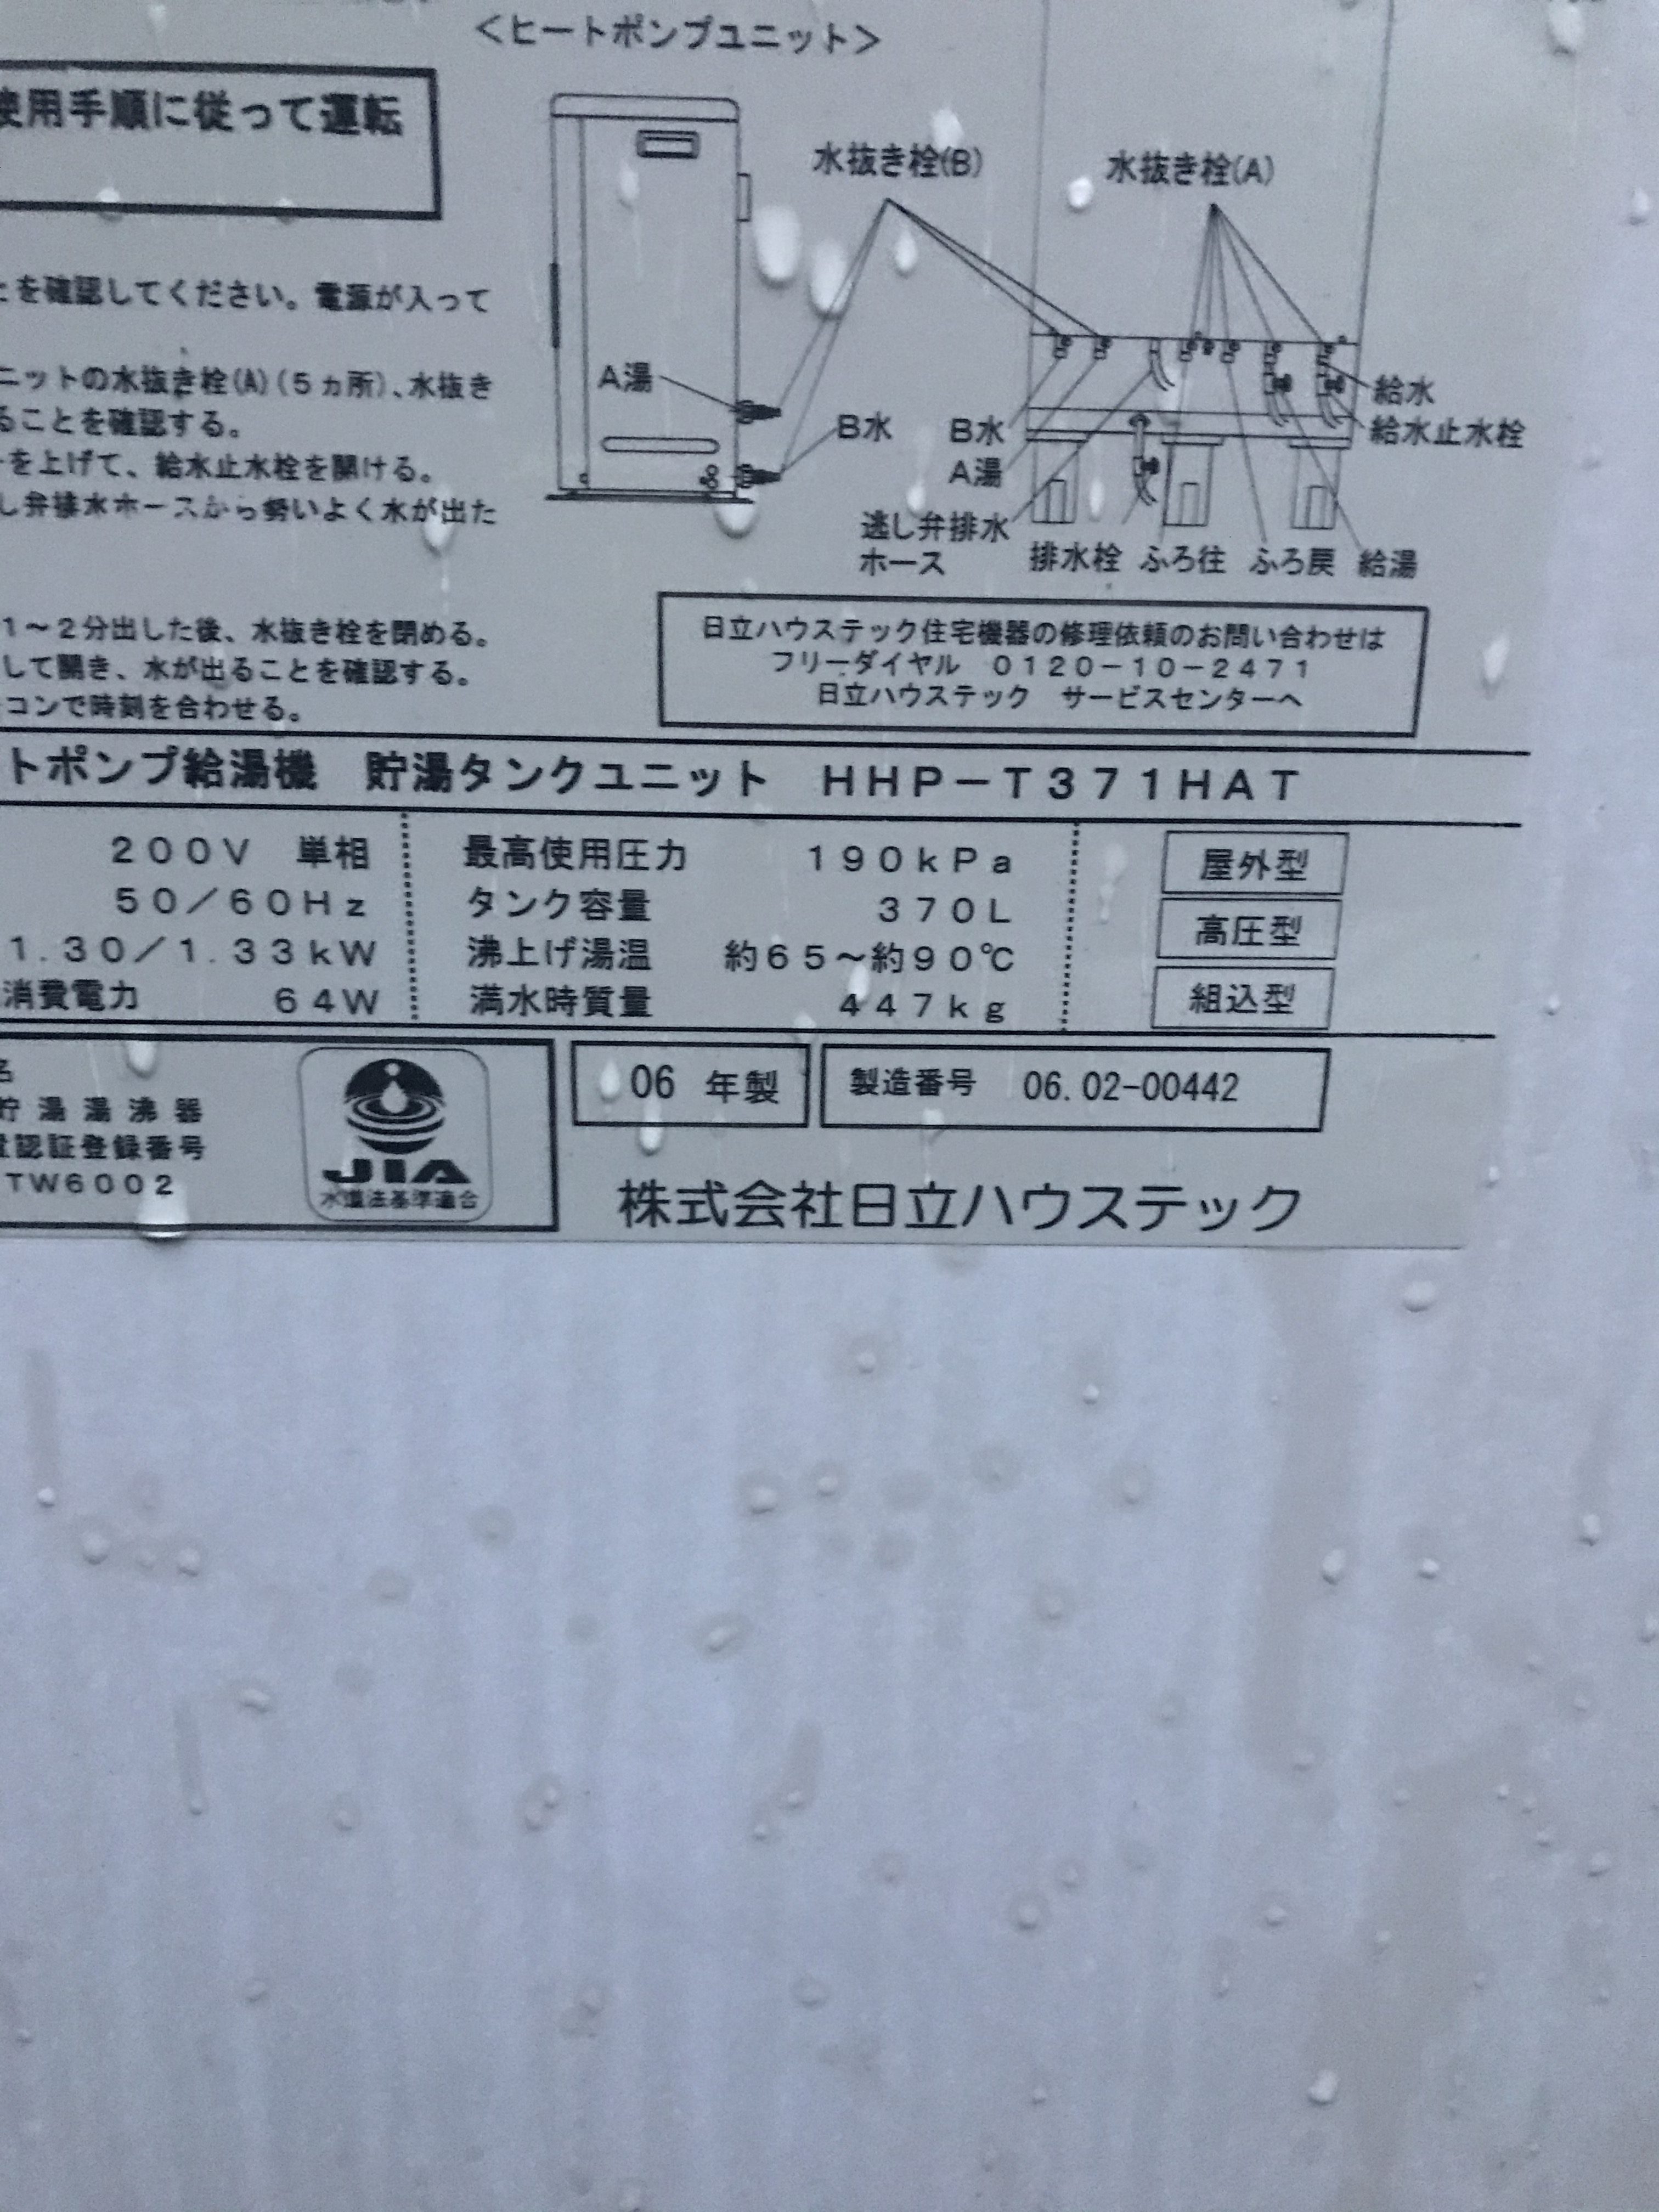 ＜ヒートポンプユニット＞
使用手順に従って運転
水抜き栓(B)
水抜き栓(A)
とを確認してください。電源が入って
ニットの水抜き栓(A)(5ヵ所)、水抜き
ることを確認する。
を上げて、給水止水栓を開ける。
し弁排水ホースから勢いよく水が出た
A湯
B水
B水
A湯
給水
給水止水栓
逃し弁排水
ホース
排水栓
ふろ往
ふろ戻
給湯
1～2分出した後、水抜き栓を閉める。
して開き、水が出ることを確認する。
コンで時刻を合わせる。
日立ハウステック住宅機器の修理依頼のお問い合わせは
フリーダイヤル 0120－10－2471
日立ハウステック サービスセンターへ
トポンプ給湯機 貯湯タンクユニット HHP－T371HAT
200V 単相
50／60Hz
1.30／1.33kW
消費電力 64W
最高使用圧力 190kPa
タンク容量 370L
沸上げ湯温 約65～約90℃
満水時質量 447kg
屋外型
高圧型
組込型
名
貯湯湯沸器
認証登録番号
TW6002
JIA
水道法基準適合
06 年製
製造番号 06.02-00442
株式会社日立ハウステック